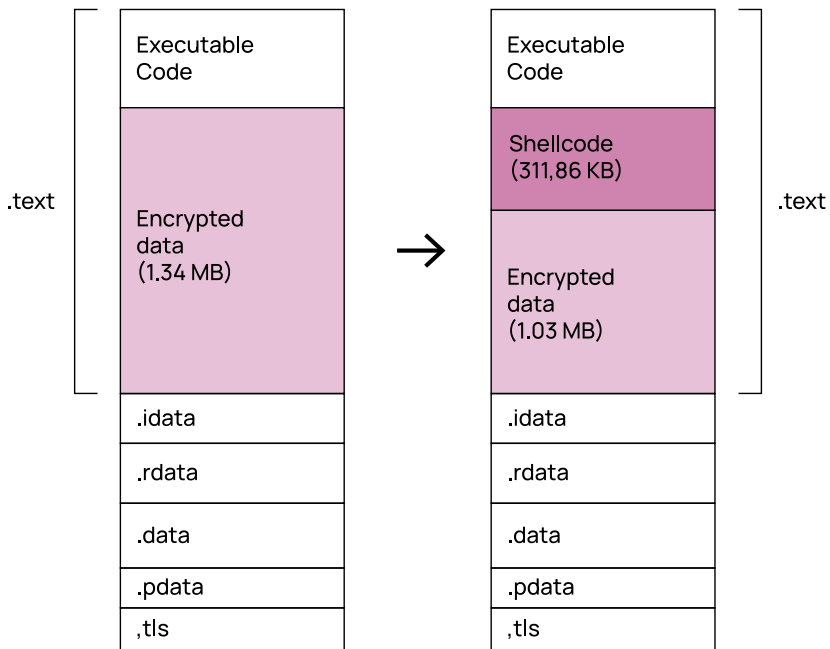 Executable
Code
.text
Encrypted
data
(1.34 MB)
.idata
.rdata
.data
.pdata
,tls
Executable
Code
Shellcode
(311,86 KB)
.text
Encrypted
data
(1.03 MB)
.idata
.rdata
.data
.pdata
,tls